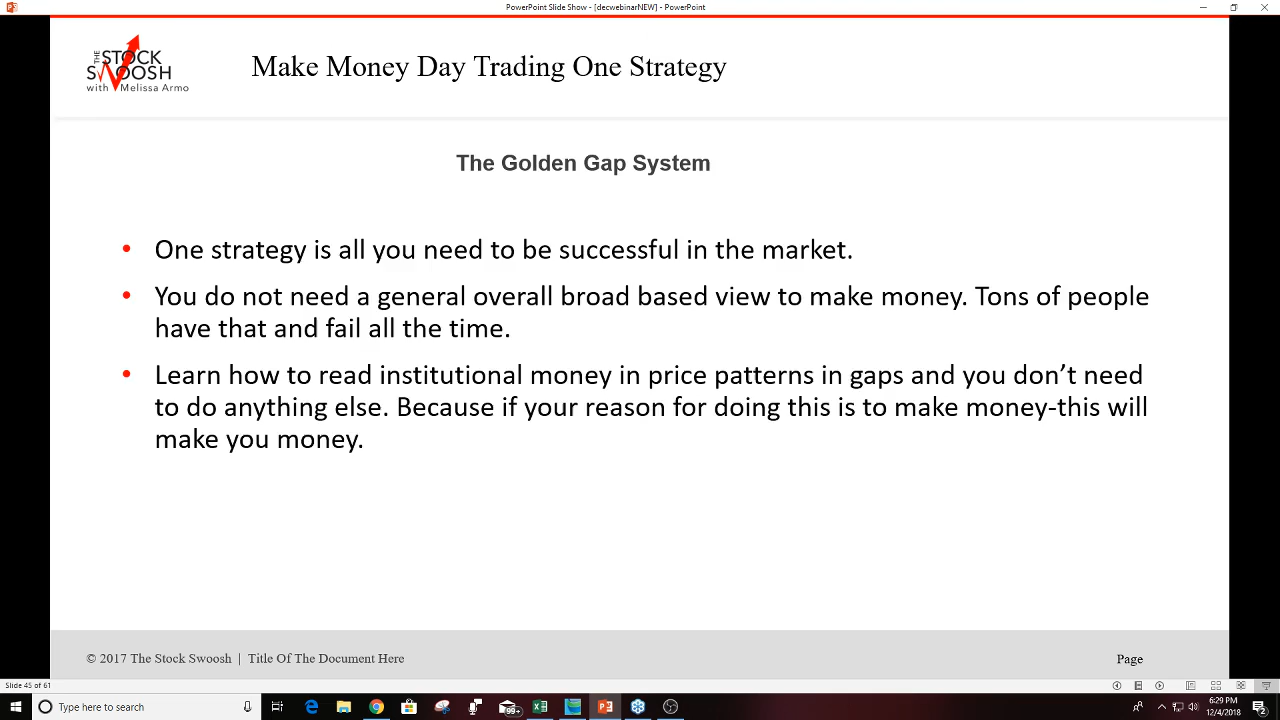 PowerPoint Slide Show - [decwebinarNEW] - PowerPoint
THE STOCK
SWOOSH
with Melissa Armo
Make Money Day Trading One Strategy
The Golden Gap System
• One strategy is all you need to be successful in the market.
• You do not need a general overall broad based view to make money. Tons of people
have that and fail all the time.
• Learn how to read institutional money in price patterns in gaps and you don’t need
to do anything else. Because if your reason for doing this is to make money-this will
make you money.
© 2017 The Stock Swoosh | Title Of The Document Here
Page
Slide 45 of 61
Type here to search
99+
6:29 PM
12/4/2018